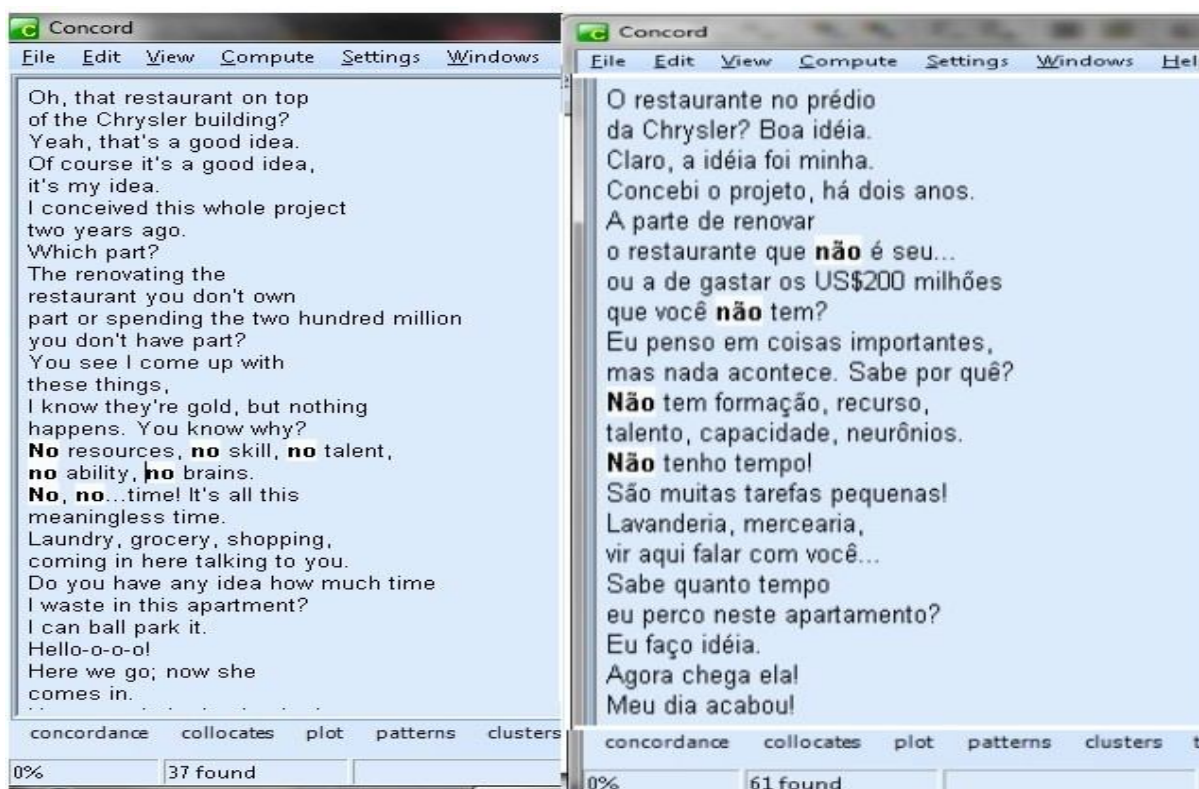 Concord
File Edit View Compute Settings Windows
Oh, that restaurant on top
of the Chrysler building?
Yeah, that's a good idea.
Of course it's a good idea,
it's my idea.
I conceived this whole project
two years ago.
Which part?
The renovating the
restaurant you don't own
part or spending the two hundred million
you don't have part?
You see I come up with
these things,
I know they're gold, but nothing
happens. You know why?
No resources, no skill, no talent,
no ability, no brains.
No, no...time! It's all this
meaningless time.
Laundry, grocery, shopping,
coming in here talking to you.
Do you have any idea how much time
I waste in this apartment?
I can ball park it.
Hello-o-o-o!
Here we go; now she
comes in.
concordance collocates plot patterns clusters
0% 37 found
Concord
File Edit View Compute Settings Windows Hel
O restaurante no prédio
da Chrysler? Boa idéia.
Claro, a idéia foi minha.
Concebi o projeto, há dois anos.
A parte de renovar
o restaurante que não é seu...
ou a de gastar os US$200 milhões
que você não tem?
Eu penso em coisas importantes,
mas nada acontece. Sabe por quê?
Não tem formação, recurso,
talento, capacidade, neurônios.
Não tenho tempo!
São muitas tarefas pequenas!
Lavanderia, mercearia,
vir aqui falar com você...
Sabe quanto tempo
eu perco neste apartamento?
Eu faço idéia.
Agora chega ela!
Meu dia acabou!
concordance collocates plot patterns clusters t
0% 61 found